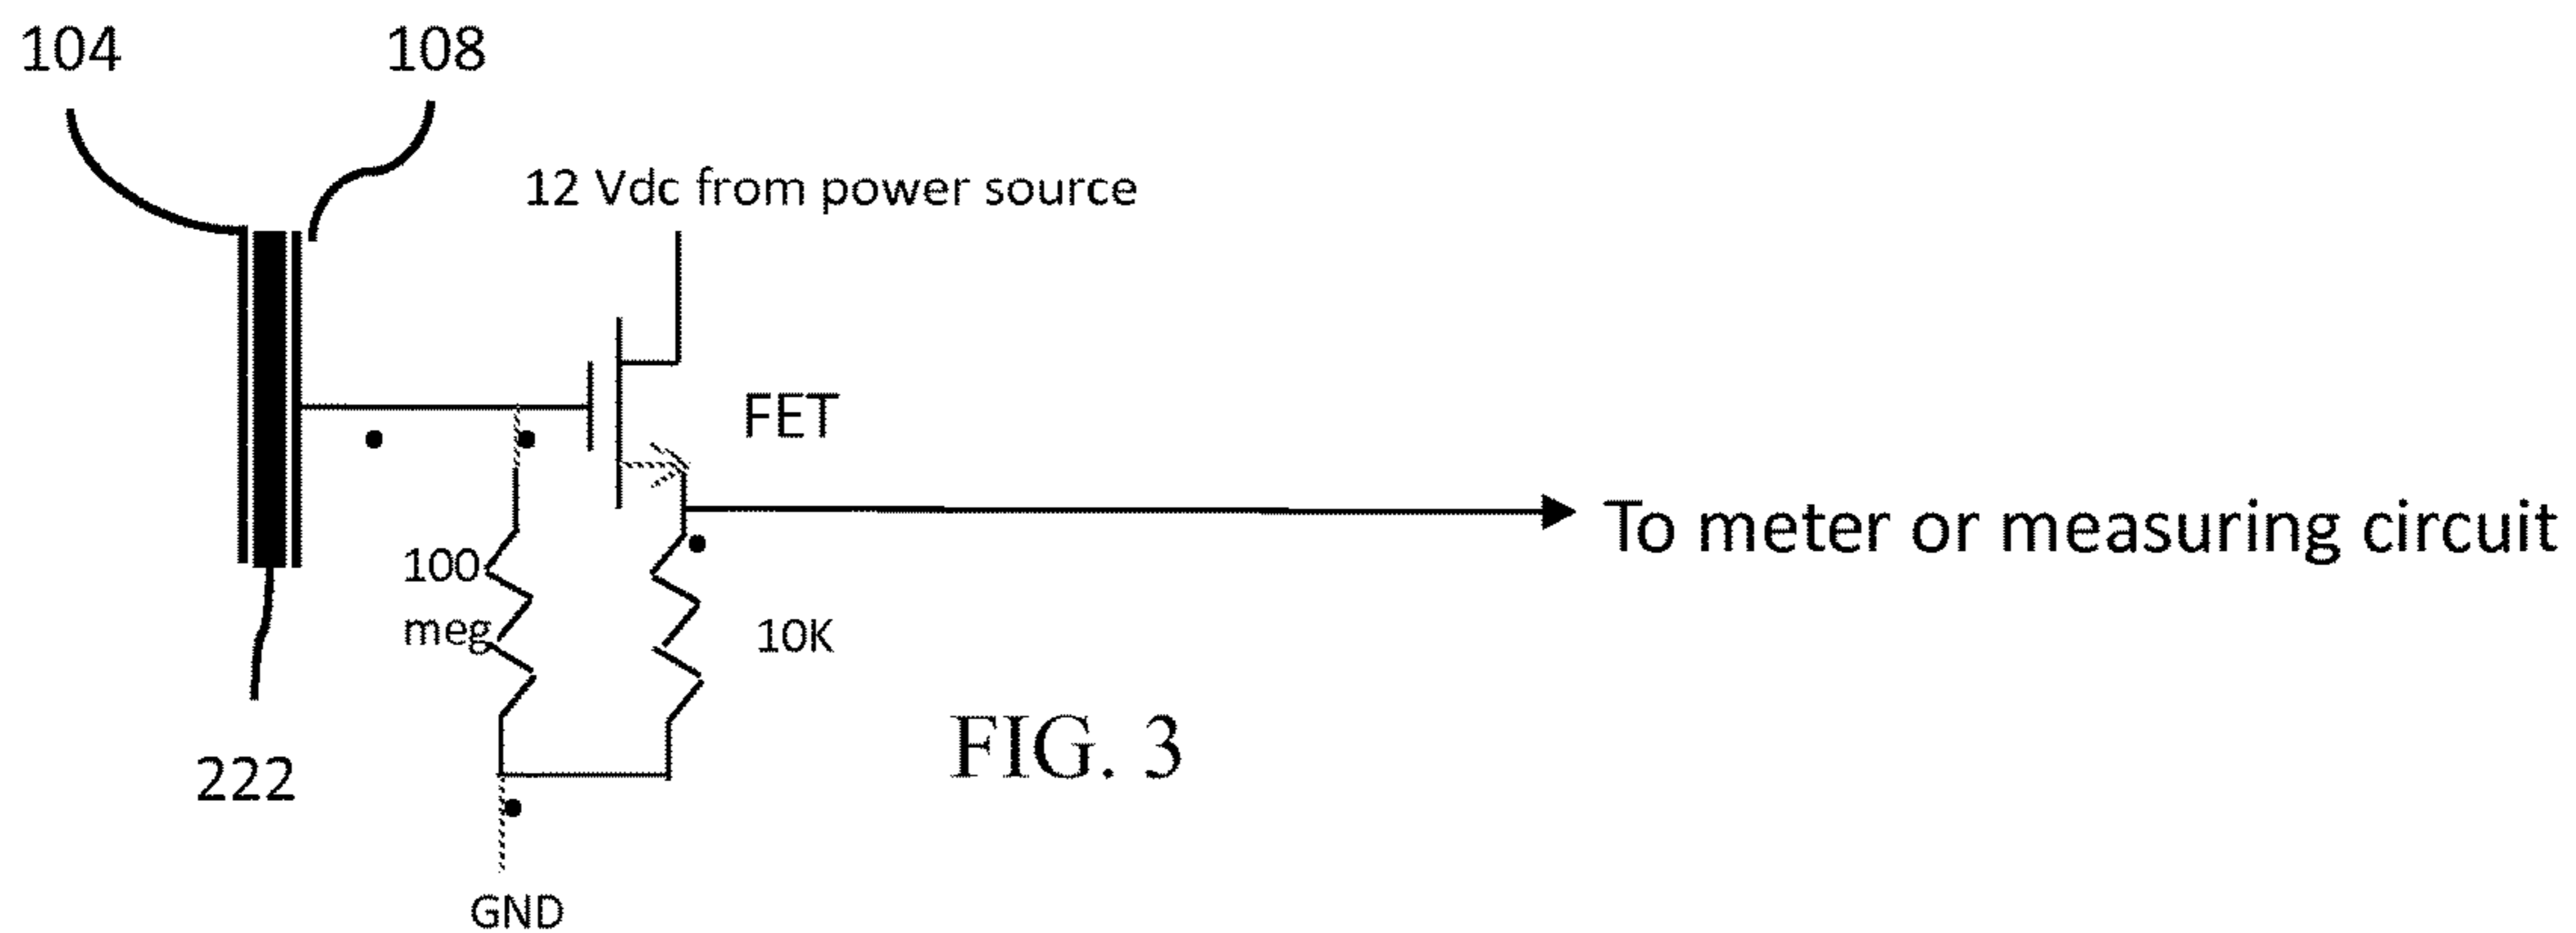 104
108
12 Vdc from power source
FET
To meter or measuring circuit
100
meg
10K
FIG. 3
222
GND